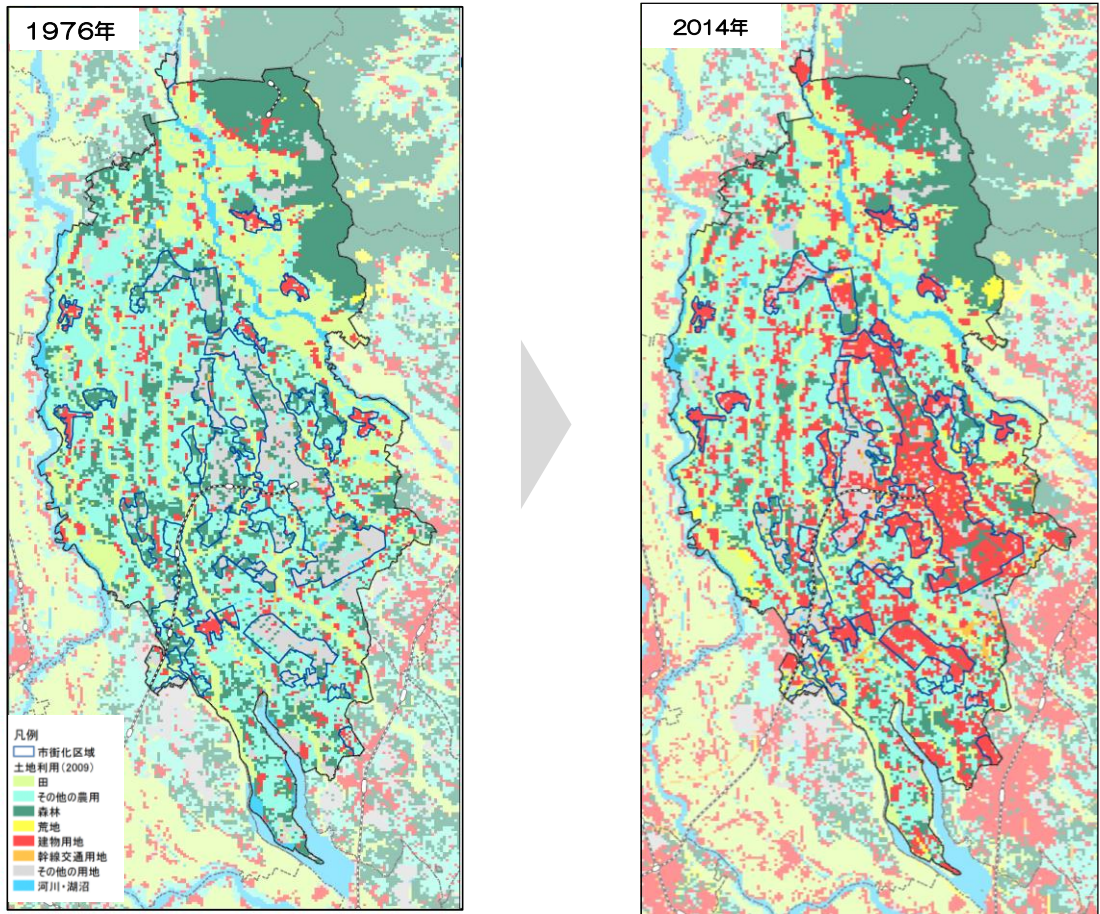 1976年
2014年
凡例
市街化区域
土地利用(2009)
田
その他の農用
森林
荒地
建物用地
幹線交通用地
その他の用地
河川・湖沼